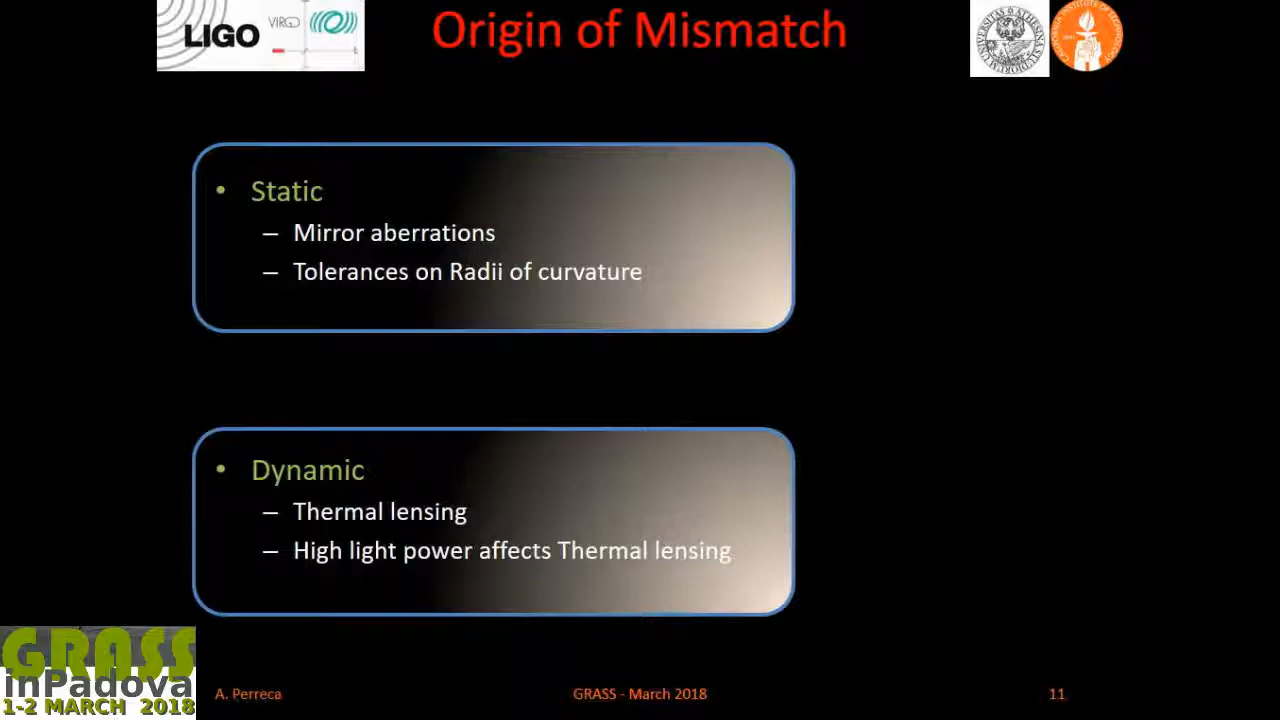 LIGO
VIRGO
Origin of Mismatch
• Static
– Mirror aberrations
– Tolerances on Radii of curvature
• Dynamic
– Thermal lensing
– High light power affects Thermal lensing
GRASS
inPadova
1-2 MARCH 2018
A. Perreca
GRASS - March 2018
11